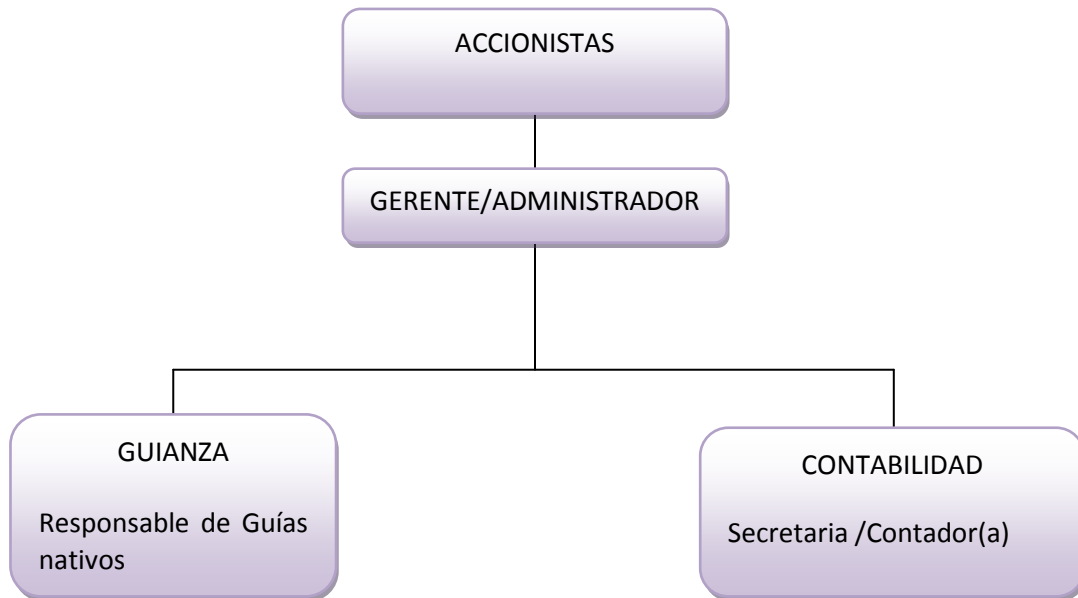 ACCIONISTAS
GERENTE/ADMINISTRADOR
GUIANZA
Responsable de Guías
nativos
CONTABILIDAD
Secretaria /Contador(a)